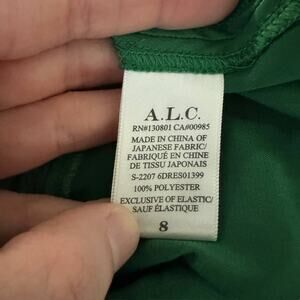 A.L.C.
RN#130801 CA#00985
MADE IN CHINA OF
JAPANESE FABRIC/
FABRIQUÉ EN CHINE
DE TISSU JAPONAIS
S-2207 6DRES01399
100% POLYESTER
EXCLUSIVE OF ELASTIC/
SAUF ÉLASTIQUE
8